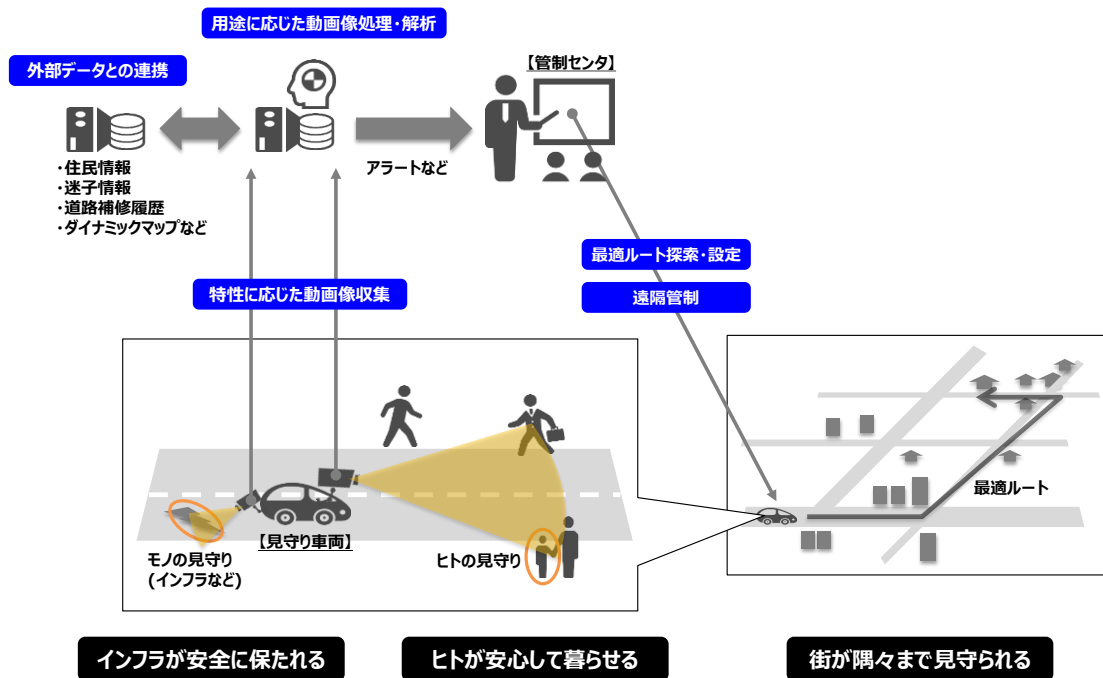 用途に応じた動画像処理・解析
外部データとの連携
【管制センタ】
アラートなど
・住民情報
・迷子情報
・道路補修履歴
・ダイナミックマップなど
最適ルート探索・設定
特性に応じた動画像収集
遠隔管制
最適ルート
【見守り車両】
モノの見守り
(インフラなど)
ヒトの見守り
インフラが安全に保たれる
ヒトが安心して暮らせる
街が隅々まで見守られる